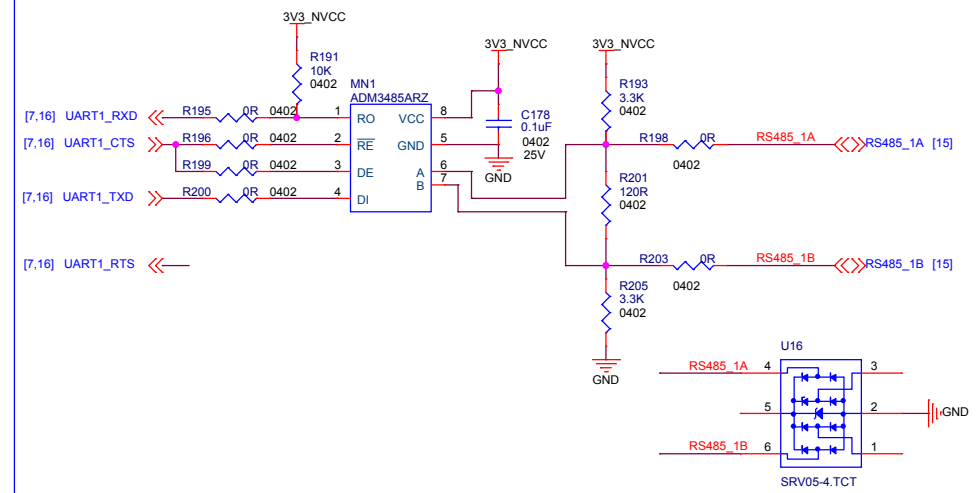 3V3_NVCC
R191
10K
0402
3V3_NVCC
3V3_NVCC
MN1
ADM3485ARZ
R193
3.3K
0402
[7,16] UART1_RXD R195 0R 0402 1 RO VCC 8
C178
0.1uF
0402
25V
[7,16] UART1_CTS R196 0R 0402 2 RE GND 5
R198 0R RS485_1A RS485_1A [15]
0402
GND
R199 0R 0402 3 DE A 6
B 7
R201
120R
0402
[7,16] UART1_TXD R200 0R 0402 4 DI
[7,16] UART1_RTS
R203 0R RS485_1B RS485_1B [15]
0402
R205
3.3K
0402
GND
U16
RS485_1A 4 3
5 2 GND
RS485_1B 6 1
SRV05-4.TCT